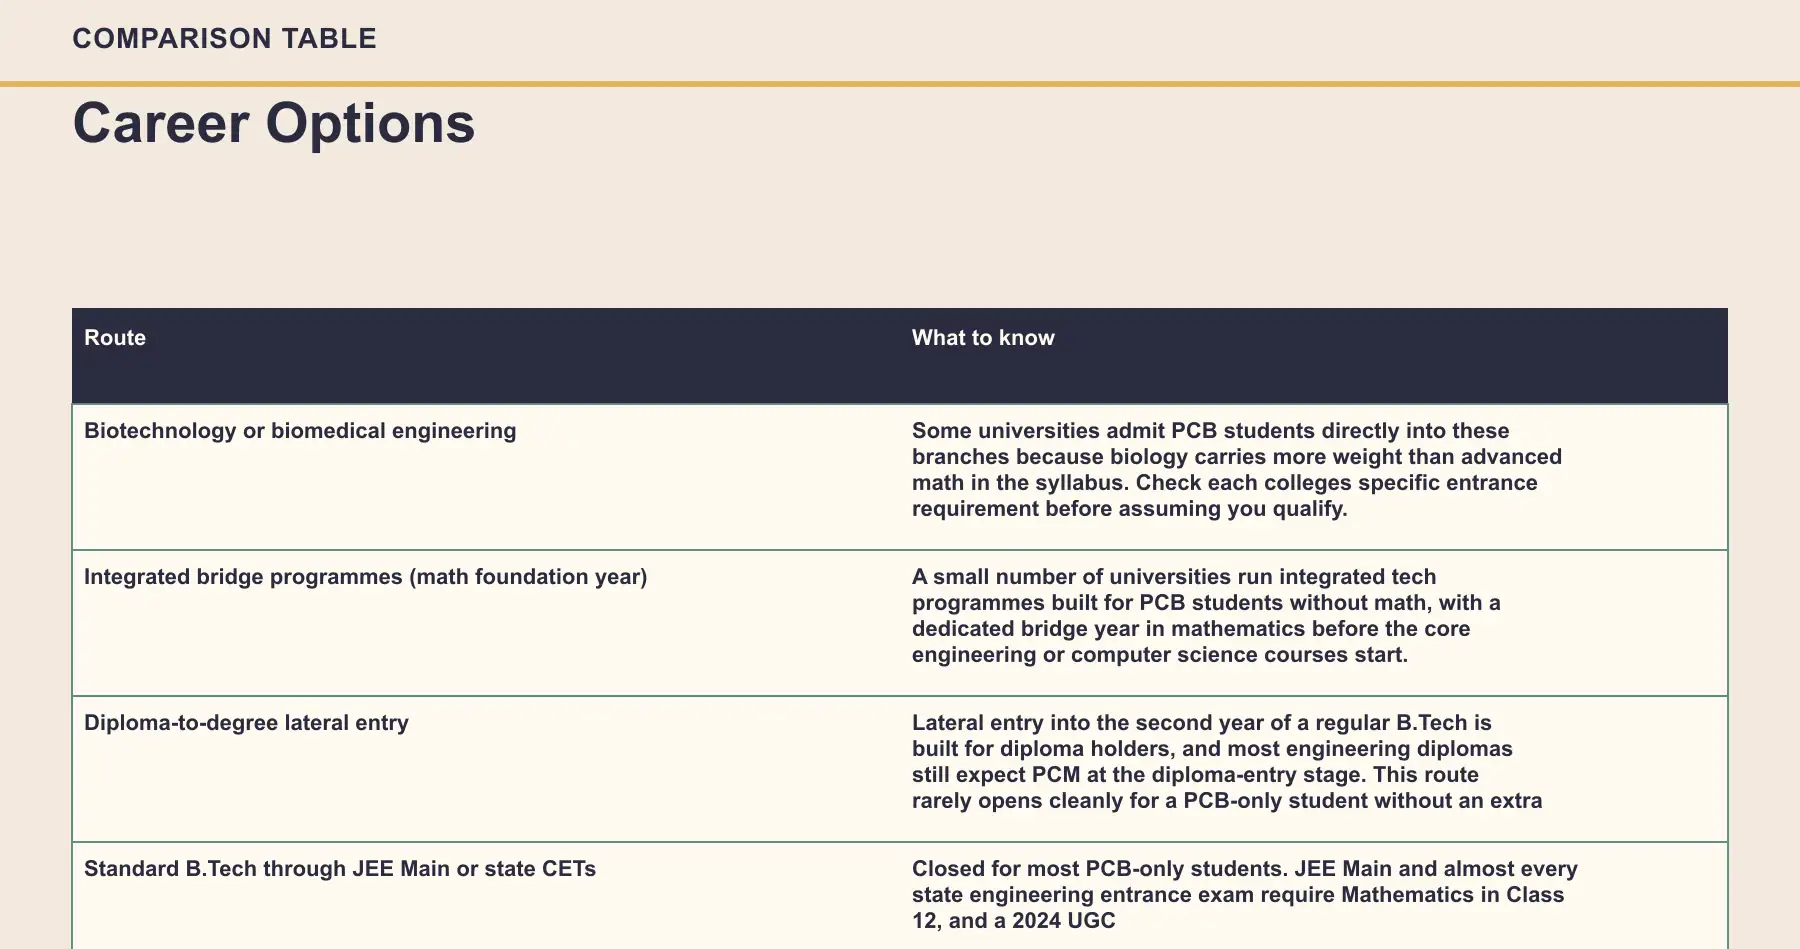 COMPARISON TABLE
Career Options
Route
What to know
Biotechnology or biomedical engineering
Some universities admit PCB students directly into these
branches because biology carries more weight than advanced
math in the syllabus. Check each colleges specific entrance
requirement before assuming you qualify.
Integrated bridge programmes (math foundation year)
A small number of universities run integrated tech
programmes built for PCB students without math, with a
dedicated bridge year in mathematics before the core
engineering or computer science courses start.
Diploma-to-degree lateral entry
Lateral entry into the second year of a regular B.Tech is
built for diploma holders, and most engineering diplomas
still expect PCM at the diploma-entry stage. This route
rarely opens cleanly for a PCB-only student without an extra
Standard B.Tech through JEE Main or state CETs
Closed for most PCB-only students. JEE Main and almost every
state engineering entrance exam require Mathematics in Class
12, and a 2024 UGC